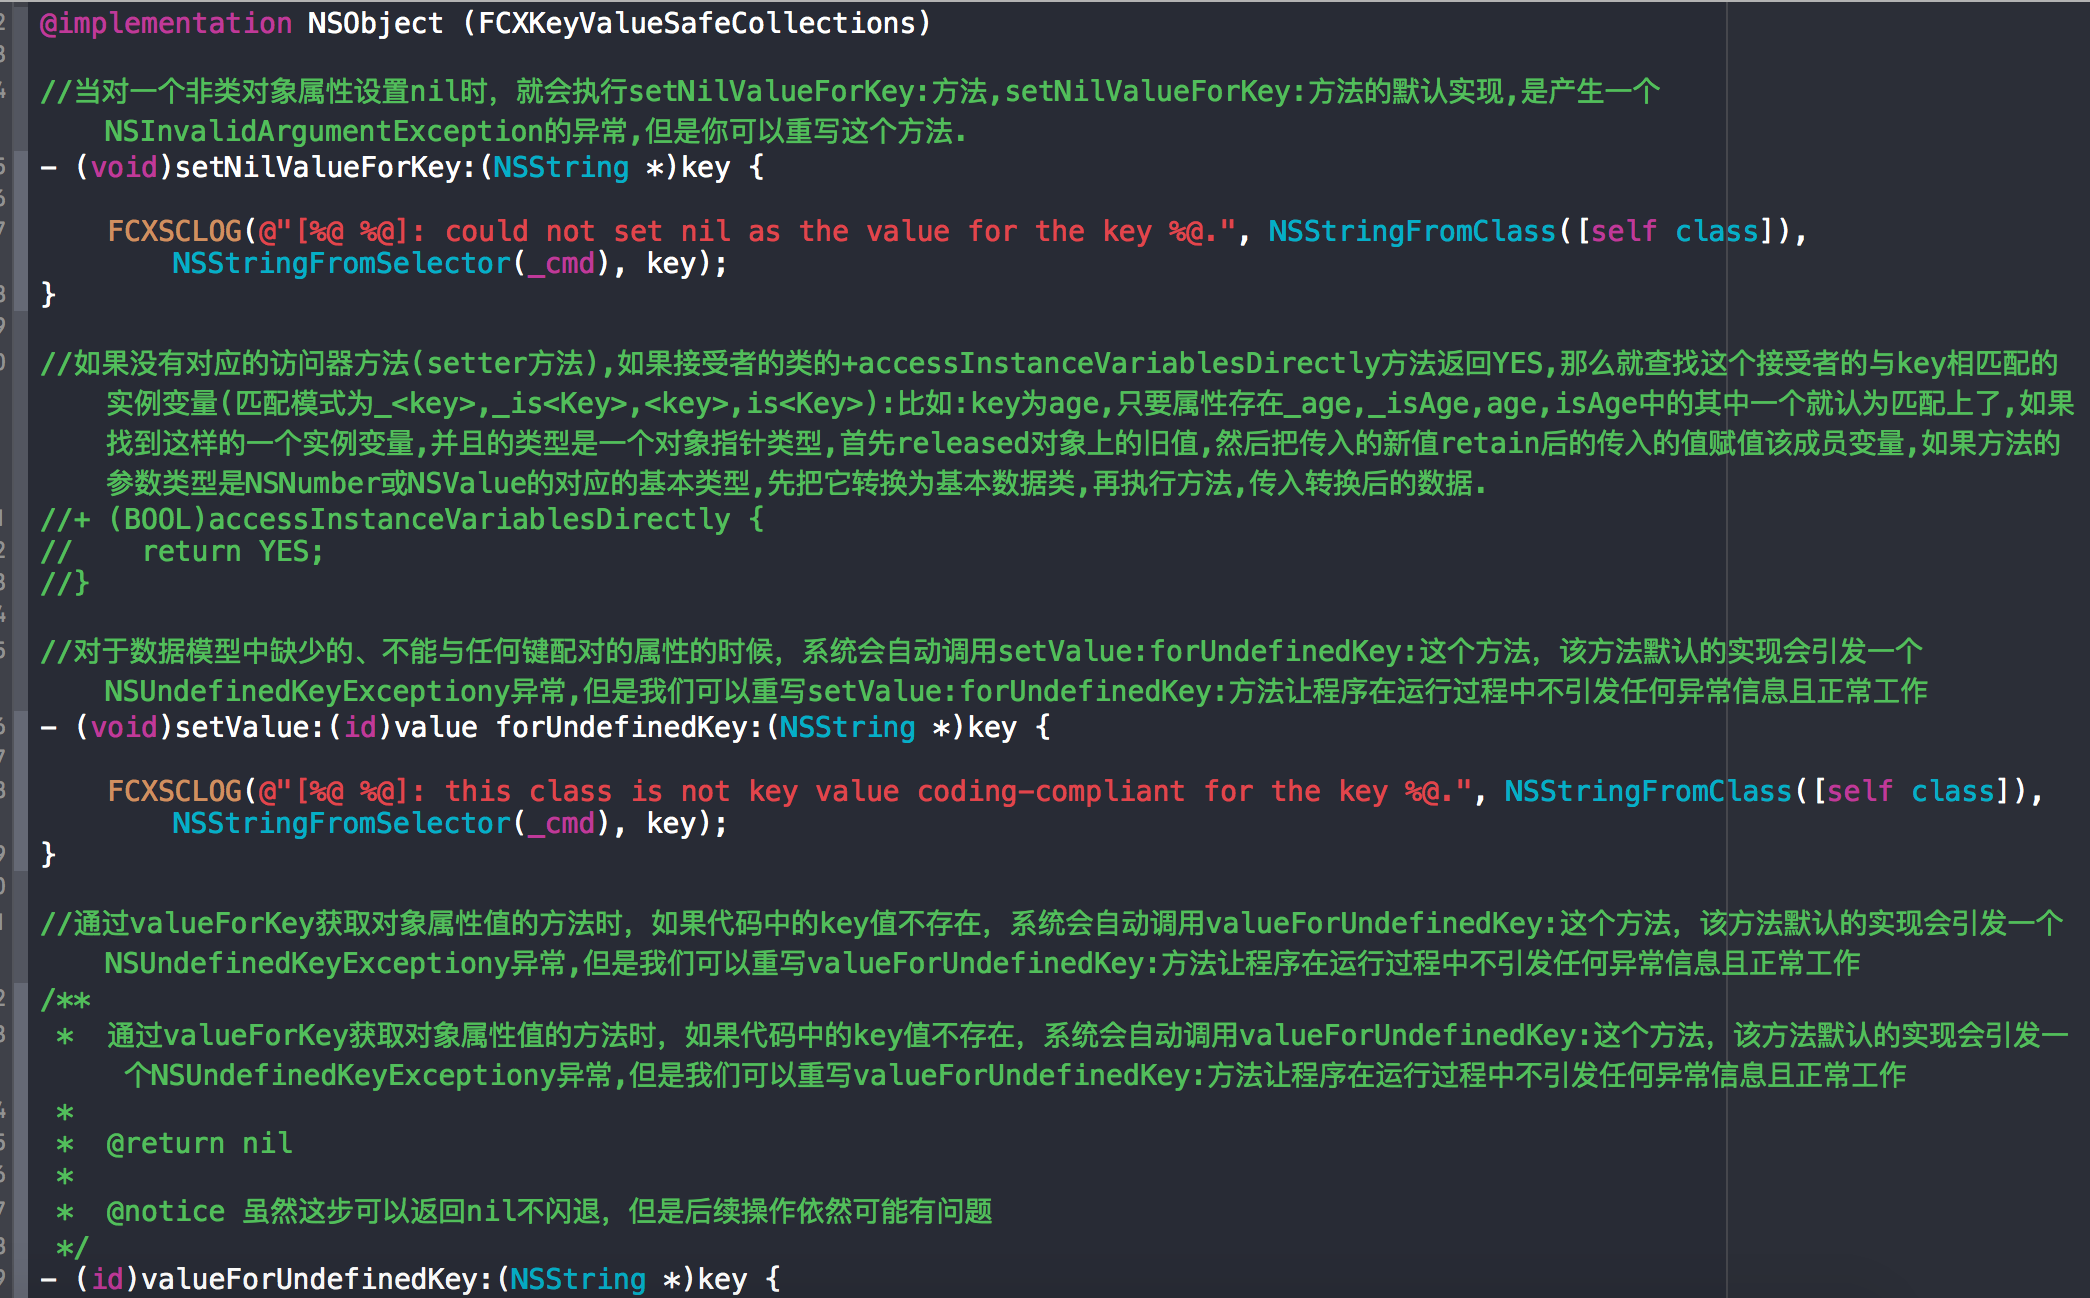 @implementation NSObject (FCXKeyValueSafeCollections)
//当对一个非类对象属性设置nil时，就会执行setNilValueForKey:方法,setNilValueForKey:方法的默认实现,是产生一个
NSInvalidArgumentException的异常,但是你可以重写这个方法.
- (void)setNilValueForKey:(NSString *)key {
FCXSCLOG(@"[%@ %@]: could not set nil as the value for the key %@.", NSStringFromClass([self class]),
NSStringFromSelector(_cmd), key);
}
//如果没有对应的访问器方法(setter方法),如果接受者的类的+accessInstanceVariablesDirectly方法返回YES,那么就查找这个接受者的与key相匹配的
实例变量(匹配模式为_<key>,_is<Key>,<key>,is<Key>):比如:key为age,只要属性存在_age,_isAge,age,isAge中的其中一个就认为匹配上了,如果
找到这样的一个实例变量,并且的类型是一个对象指针类型,首先released对象上的旧值,然后把传入的新值retain后的传入的值赋值该成员变量,如果方法的
参数类型是NSNumber或NSValue的对应的基本类型,先把它转换为基本数据类,再执行方法,传入转换后的数据.
//+ (BOOL)accessInstanceVariablesDirectly {
//    return YES;
//}
//对于数据模型中缺少的、不能与任何键配对的属性的时候，系统会自动调用setValue:forUndefinedKey:这个方法，该方法默认的实现会引发一个
NSUndefinedKeyExceptiony异常,但是我们可以重写setValue:forUndefinedKey:方法让程序在运行过程中不引发任何异常信息且正常工作
- (void)setValue:(id)value forUndefinedKey:(NSString *)key {
FCXSCLOG(@"[%@ %@]: this class is not key value coding-compliant for the key %@.", NSStringFromClass([self class]),
NSStringFromSelector(_cmd), key);
}
//通过valueForKey获取对象属性值的方法时，如果代码中的key值不存在，系统会自动调用valueForUndefinedKey:这个方法，该方法默认的实现会引发一个
NSUndefinedKeyExceptiony异常,但是我们可以重写valueForUndefinedKey:方法让程序在运行过程中不引发任何异常信息且正常工作
/**
*  通过valueForKey获取对象属性值的方法时，如果代码中的key值不存在，系统会自动调用valueForUndefinedKey:这个方法，该方法默认的实现会引发一
个NSUndefinedKeyExceptiony异常,但是我们可以重写valueForUndefinedKey:方法让程序在运行过程中不引发任何异常信息且正常工作
*
*  @return nil
*
*  @notice 虽然这步可以返回nil不闪退，但是后续操作依然可能有问题
*/
- (id)valueForUndefinedKey:(NSString *)key {